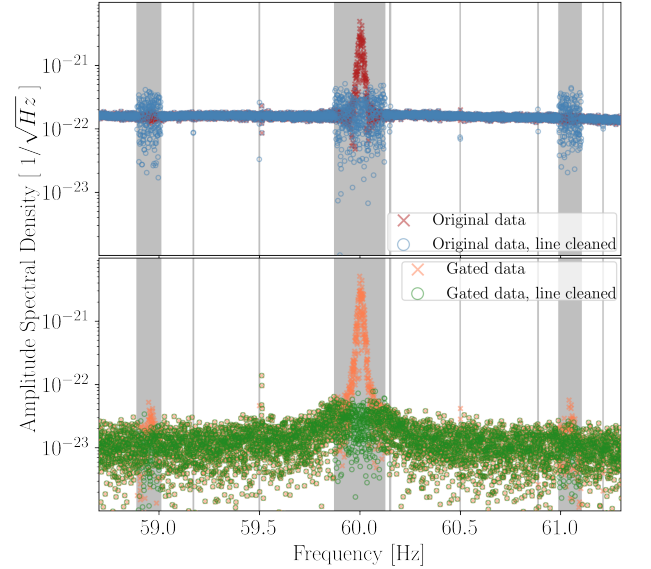 10⁻²¹
10⁻²²
10⁻²³
Original data
Original data, line cleaned
Amplitude Spectral Density [ 1/√Hz ]
Gated data
Gated data, line cleaned
10⁻²¹
10⁻²²
10⁻²³
59.0 59.5 60.0 60.5 61.0
Frequency [Hz]